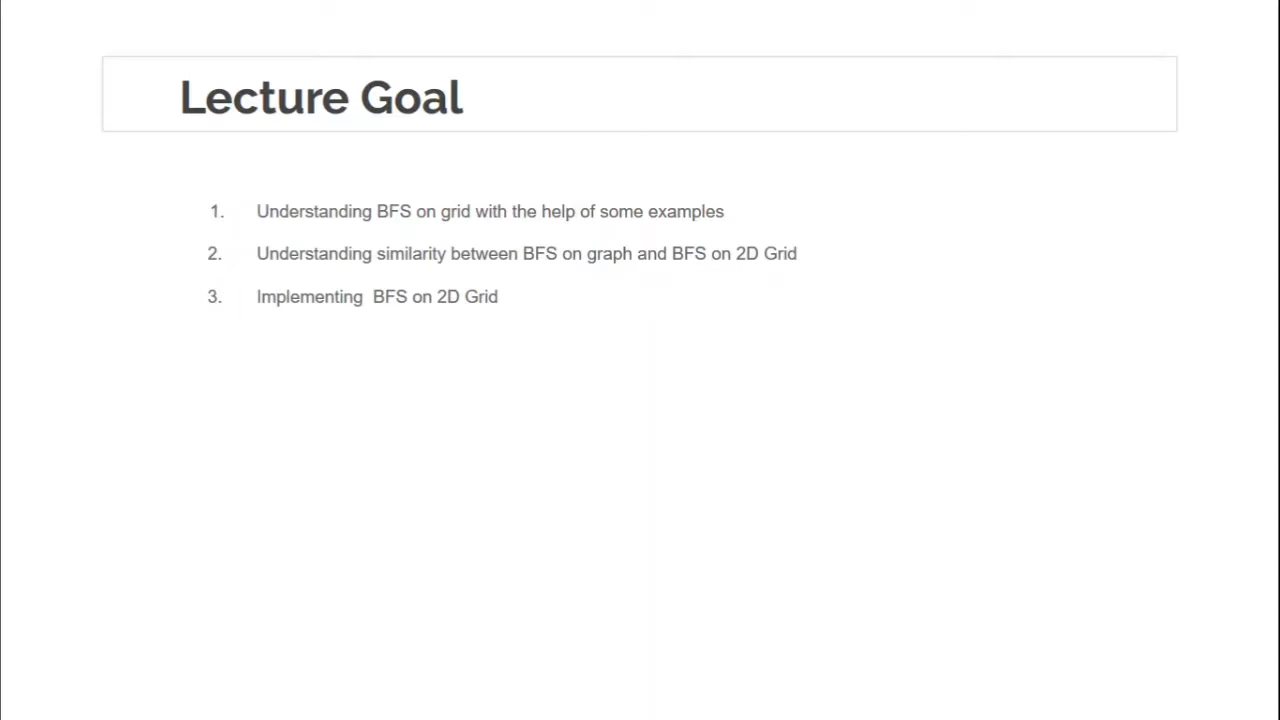 Lecture Goal
1. Understanding BFS on grid with the help of some examples
2. Understanding similarity between BFS on graph and BFS on 2D Grid
3. Implementing  BFS on 2D Grid